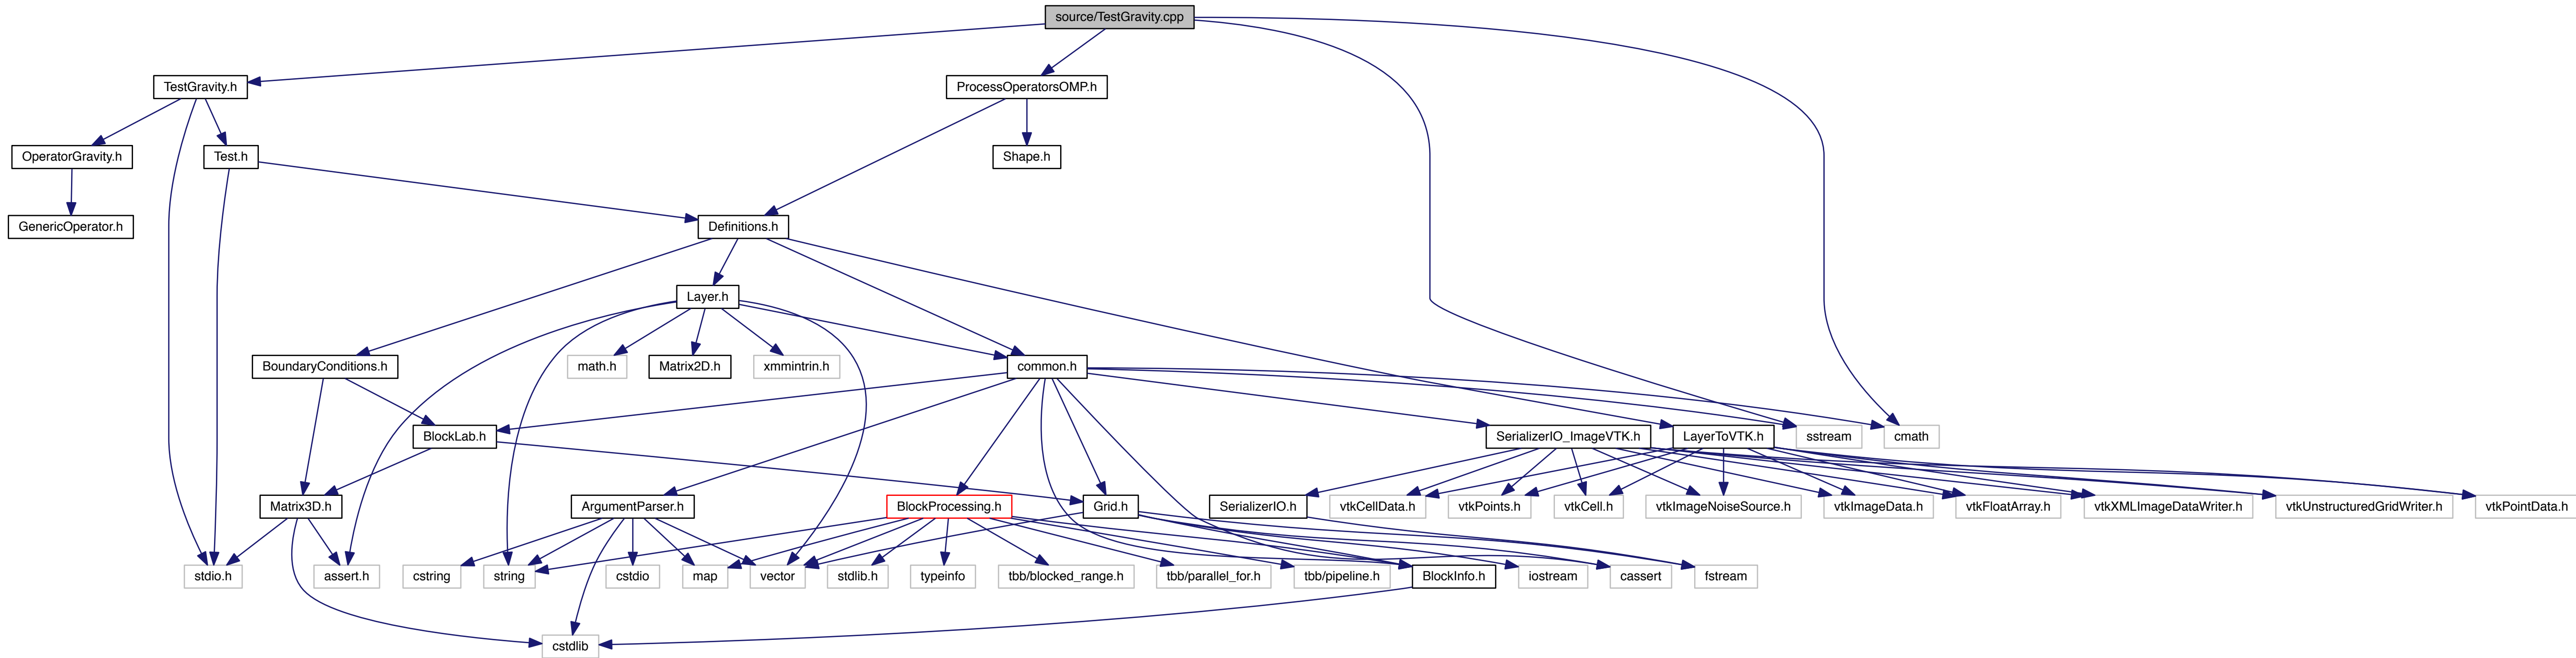 source/TestGravity.cpp
TestGravity.h
ProcessOperatorsOMP.h
OperatorGravity.h
Test.h
Shape.h
GenericOperator.h
Definitions.h
Layer.h
BoundaryConditions.h
math.h
Matrix2D.h
xmmintrin.h
common.h
BlockLab.h
SerializerIO_ImageVTK.h
LayerToVTK.h
sstream
cmath
Matrix3D.h
ArgumentParser.h
BlockProcessing.h
Grid.h
SerializerIO.h
vtkCellData.h
vtkPoints.h
vtkCell.h
vtkImageNoiseSource.h
vtkImageData.h
vtkFloatArray.h
vtkXMLImageDataWriter.h
vtkUnstructuredGridWriter.h
vtkPointData.h
stdio.h
assert.h
cstring
string
cstdio
map
vector
stdlib.h
typeinfo
tbb/blocked_range.h
tbb/parallel_for.h
tbb/pipeline.h
BlockInfo.h
iostream
cassert
fstream
cstdlib